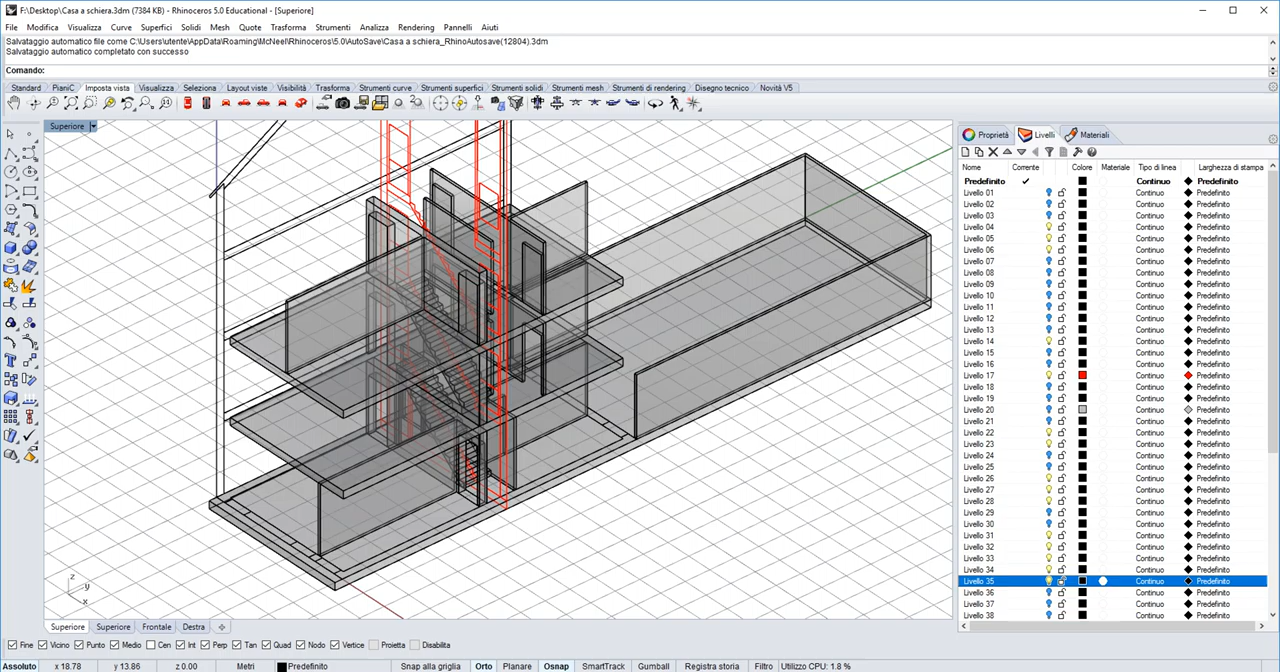 F:\Desktop\Casa a schiera.3dm (7384 KB) - Rhinoceros 5.0 Educational - [Superiore]
File Modifica Visualizza Curve Superfici Solidi Mesh Quote Trasforma Strumenti Analizza Rendering Pannelli Aiuti
Salvataggio automatico file come C:\Users\utente\AppData\Roaming\McNeel\Rhinoceros\5.0\AutoSave\Casa a schiera_RhinoAutosave(12804).3dm
Salvataggio automatico completato con successo
Comando:
Standard PianiC Imposta vista Visualizza Seleziona Layout viste Visibilità Trasforma Strumenti curve Strumenti superfici Strumenti solidi Strumenti mesh Strumenti di rendering Disegno tecnico Novità V5
Superiore
Proprietà Livelli Materiali
Nome Corrente Colore Materiale Tipo di linea Larghezza di stampa
Predefinito Continuo Predefinito
Livello 01 Continuo Predefinito
Livello 02 Continuo Predefinito
Livello 03 Continuo Predefinito
Livello 04 Continuo Predefinito
Livello 05 Continuo Predefinito
Livello 06 Continuo Predefinito
Livello 07 Continuo Predefinito
Livello 08 Continuo Predefinito
Livello 09 Continuo Predefinito
Livello 10 Continuo Predefinito
Livello 11 Continuo Predefinito
Livello 12 Continuo Predefinito
Livello 13 Continuo Predefinito
Livello 14 Continuo Predefinito
Livello 15 Continuo Predefinito
Livello 16 Continuo Predefinito
Livello 17 Continuo Predefinito
Livello 18 Continuo Predefinito
Livello 19 Continuo Predefinito
Livello 20 Continuo Predefinito
Livello 21 Continuo Predefinito
Livello 22 Continuo Predefinito
Livello 23 Continuo Predefinito
Livello 24 Continuo Predefinito
Livello 25 Continuo Predefinito
Livello 26 Continuo Predefinito
Livello 27 Continuo Predefinito
Livello 28 Continuo Predefinito
Livello 29 Continuo Predefinito
Livello 30 Continuo Predefinito
Livello 31 Continuo Predefinito
Livello 32 Continuo Predefinito
Livello 33 Continuo Predefinito
Livello 34 Continuo Predefinito
Livello 35 Continuo Predefinito
Livello 36 Continuo Predefinito
Livello 37 Continuo Predefinito
Livello 38 Continuo Predefinito
z
y
x
Superiore Superiore Frontale Destra
Fine Vicino Punto Medio Cen Int Perp Tan Quad Nodo Vertice Proietta Disabilita
Assoluto x 18.78 y 13.86 z 0.00 Metri Predefinito Snap alla griglia Orto Planare Osnap SmartTrack Gumball Registra storia Filtro Utilizzo CPU: 1.8 %